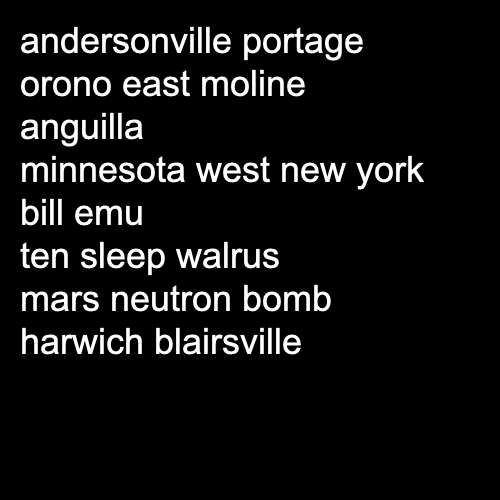 andersonville portage
orono east moline
anguilla
minnesota west new york
bill emu
ten sleep walrus
mars neutron bomb
harwich blairsville